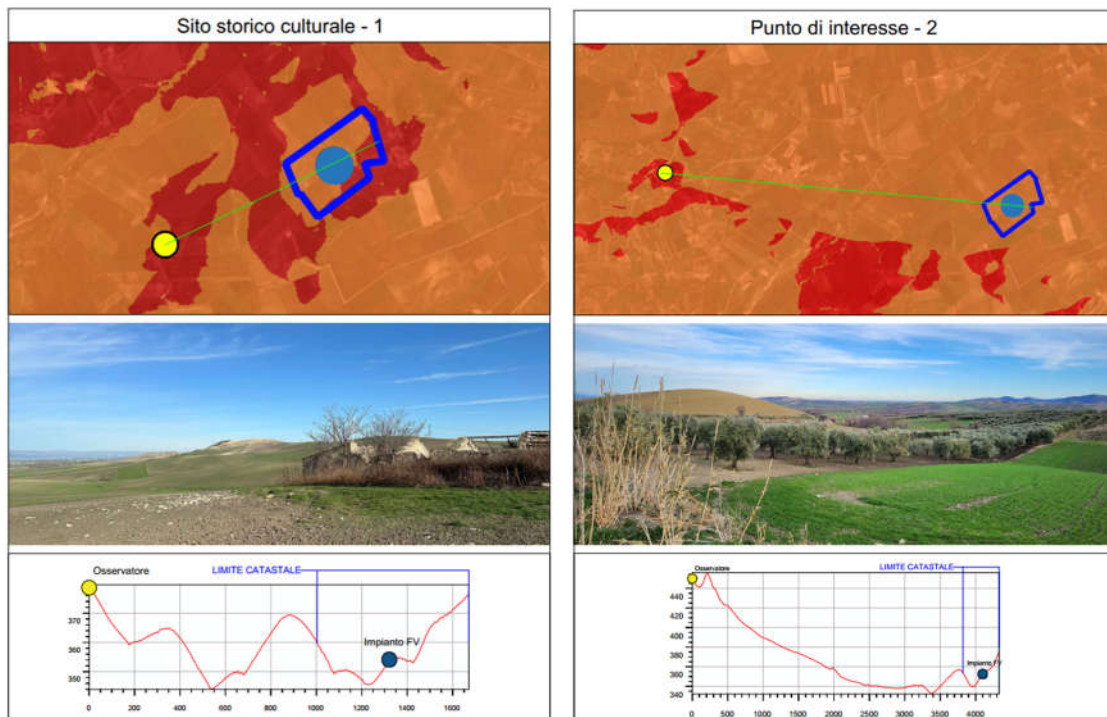 Sito storico culturale - 1
Punto di interesse - 2
Osservatore
LIMITE CATASTALE
370
360
350
Impianto FV
0 200 400 600 800 1000 1200 1400 1600
Osservatore
LIMITE CATASTALE
440
420
400
380
360
340
Impianto FV
0 500 1000 1500 2000 2500 3000 3500 4000